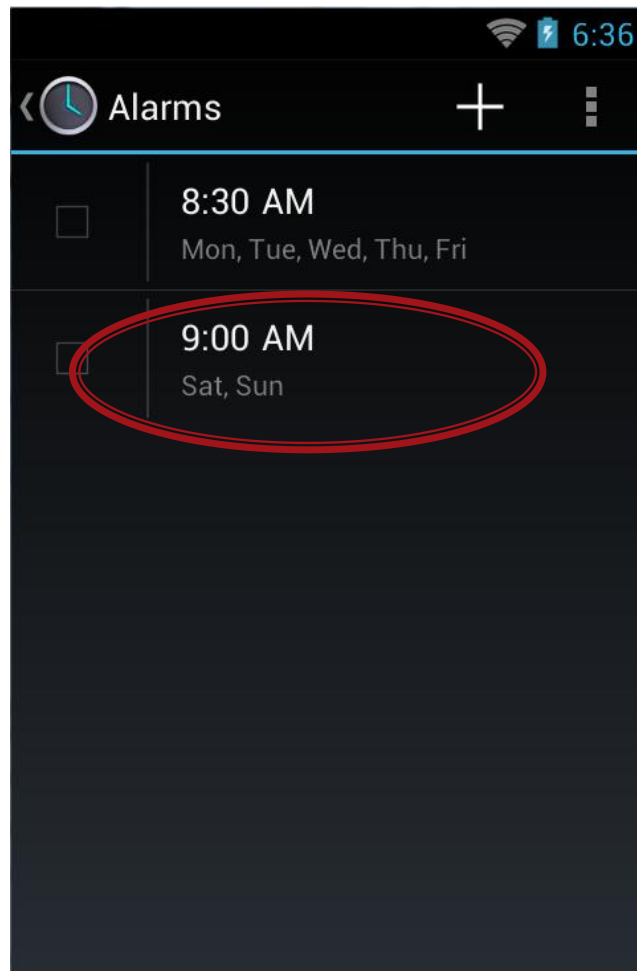 6:36
Alarms
8:30 AM
Mon, Tue, Wed, Thu, Fri
9:00 AM
Sat, Sun